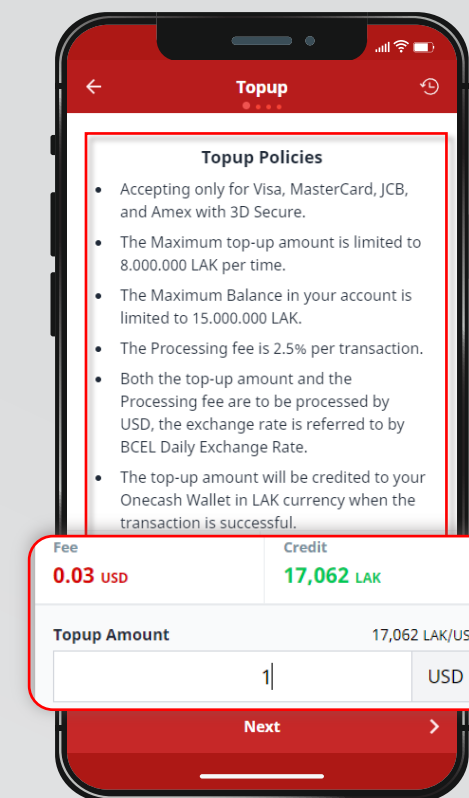 Topup
Topup Policies
• Accepting only for Visa, MasterCard, JCB,
and Amex with 3D Secure.
• The Maximum top-up amount is limited to
8.000.000 LAK per time.
• The Maximum Balance in your account is
limited to 15.000.000 LAK.
• The Processing fee is 2.5% per transaction.
• Both the top-up amount and the
Processing fee are to be processed by
USD, the exchange rate is referred to by
BCEL Daily Exchange Rate.
• The top-up amount will be credited to your
Onecash Wallet in LAK currency when the
transaction is successful.
Fee Credit
0.03 USD 17,062 LAK
Topup Amount 17,062 LAK/US
1 USD
Next